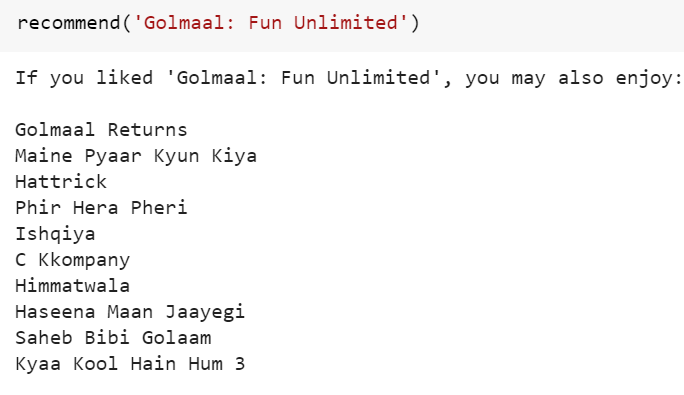 recommend('Golmaal: Fun Unlimited')
If you liked 'Golmaal: Fun Unlimited', you may also enjoy:
Golmaal Returns
Maine Pyaar Kyun Kiya
Hattrick
Phir Hera Pheri
Ishqiya
C Kkompany
Himmatwala
Haseena Maan Jaayegi
Saheb Bibi Golaam
Kyaa Kool Hain Hum 3